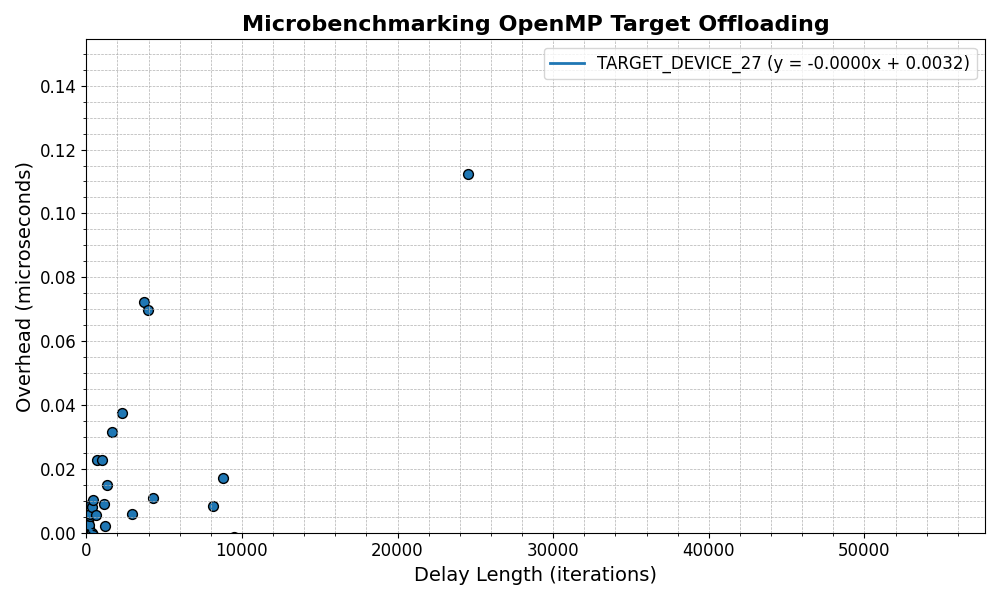 Microbenchmarking OpenMP Target Offloading
TARGET_DEVICE_27 (y = -0.0000x + 0.0032)
Overhead (microseconds)
0.14
0.12
0.10
0.08
0.06
0.04
0.02
0.00
0 10000 20000 30000 40000 50000
Delay Length (iterations)